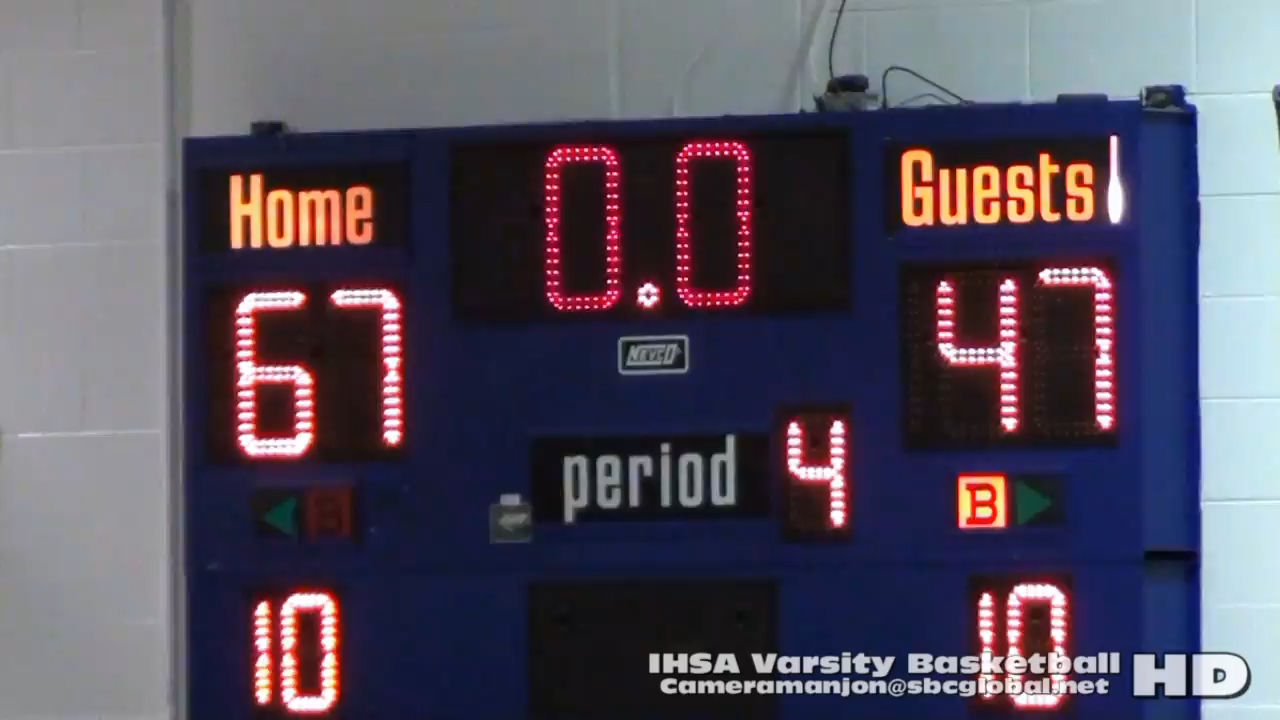 Home 0.0 Guests
67 47
NEVCO
period 4
B B
10 10
IHSA Varsity Basketball HD
Cameramanjon@sbcglobal.net